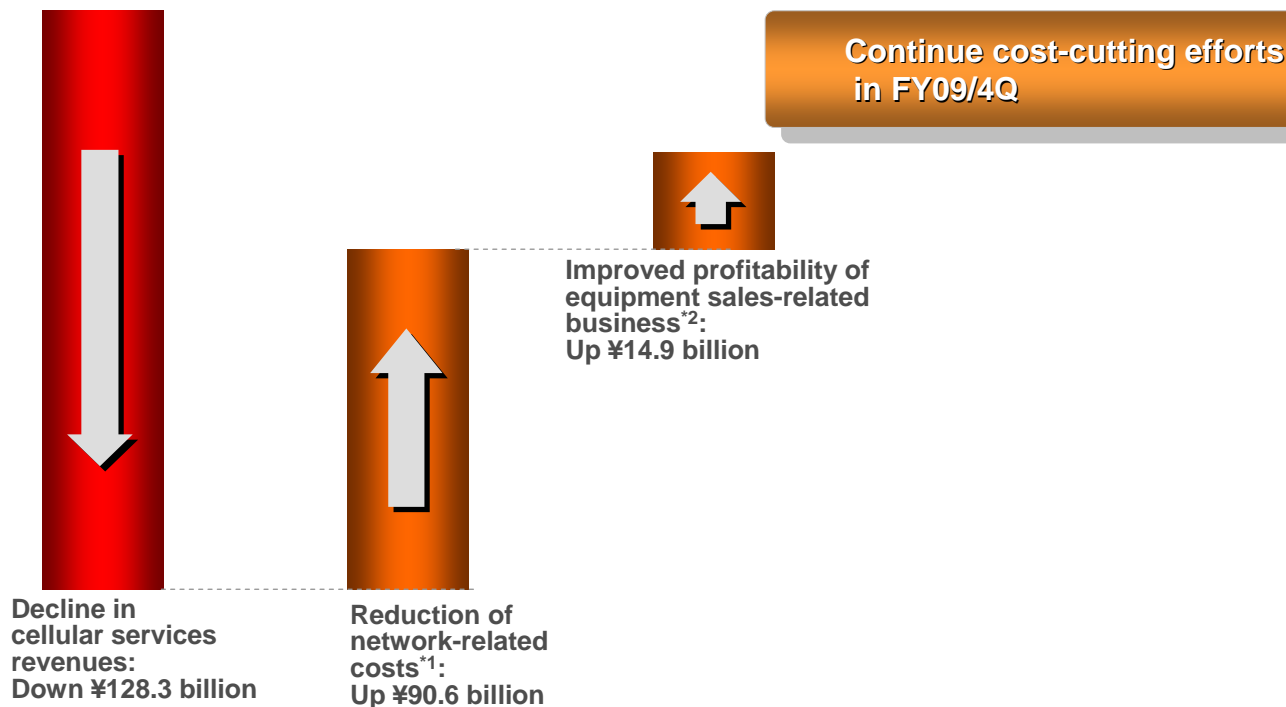 Continue cost-cutting efforts
in FY09/4Q
Improved profitability of
equipment sales-related
business*2:
Up ¥14.9 billion
Decline in
cellular services
revenues:
Down ¥128.3 billion
Reduction of
network-related
costs*1:
Up ¥90.6 billion